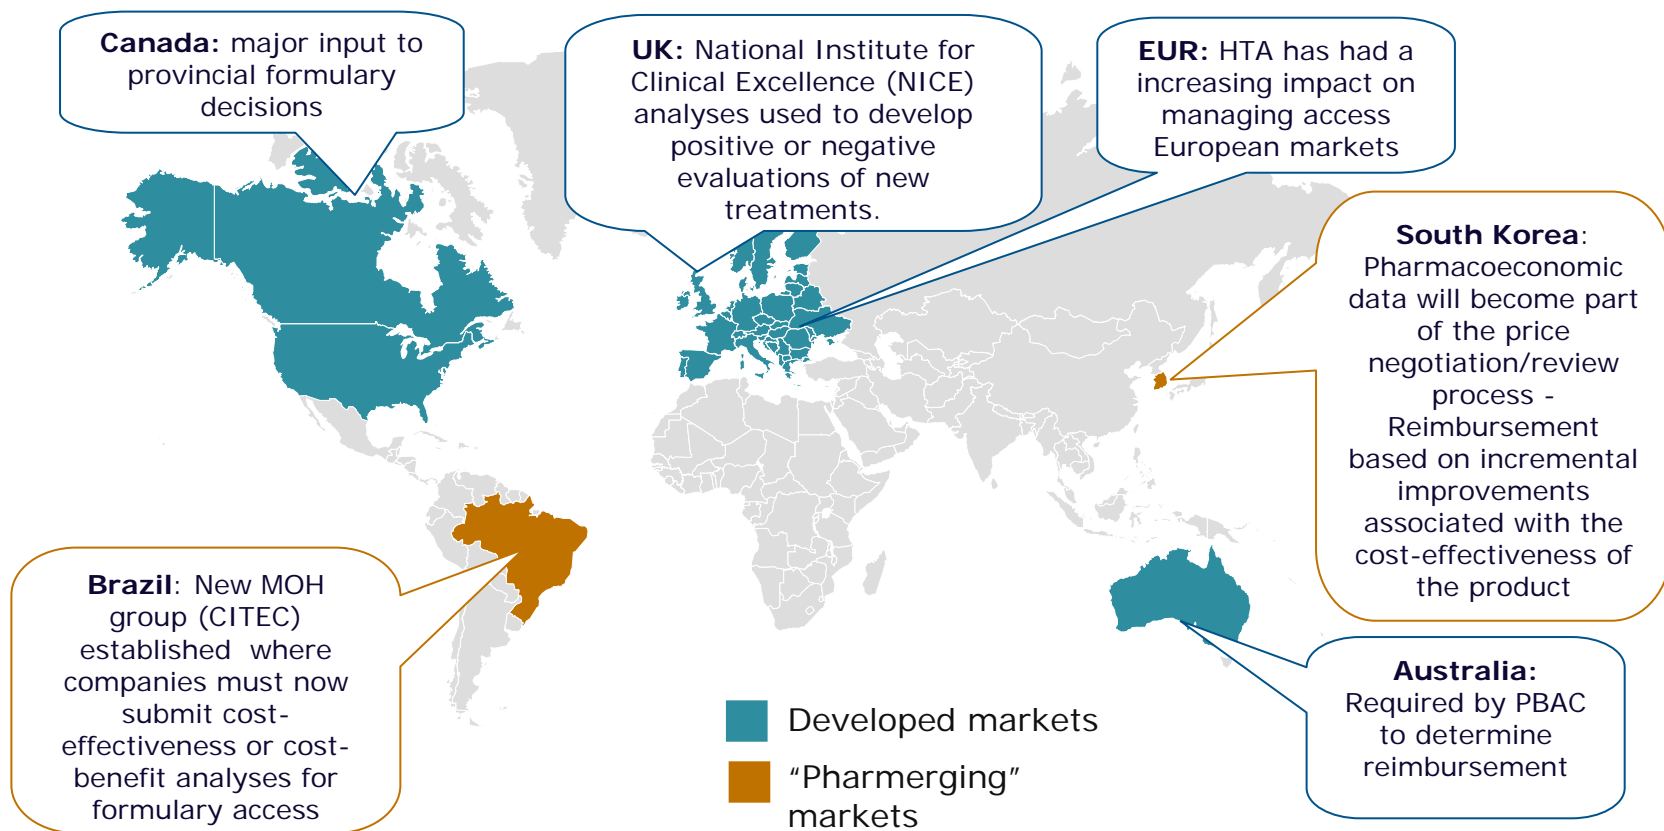 Canada: major input to
provincial formulary
decisions
UK: National Institute for
Clinical Excellence (NICE)
analyses used to develop
positive or negative
evaluations of new
treatments.
EUR: HTA has had a
increasing impact on
managing access
European markets
South Korea:
Pharmacoeconomic
data will become part
of the price
negotiation/review
process -
Reimbursement
based on incremental
improvements
associated with the
cost-effectiveness of
the product
Brazil: New MOH
group (CITEC)
established where
companies must now
submit cost-
effectiveness or cost-
benefit analyses for
formulary access
Australia:
Required by PBAC
to determine
reimbursement
Developed markets
“Pharmerging”
markets